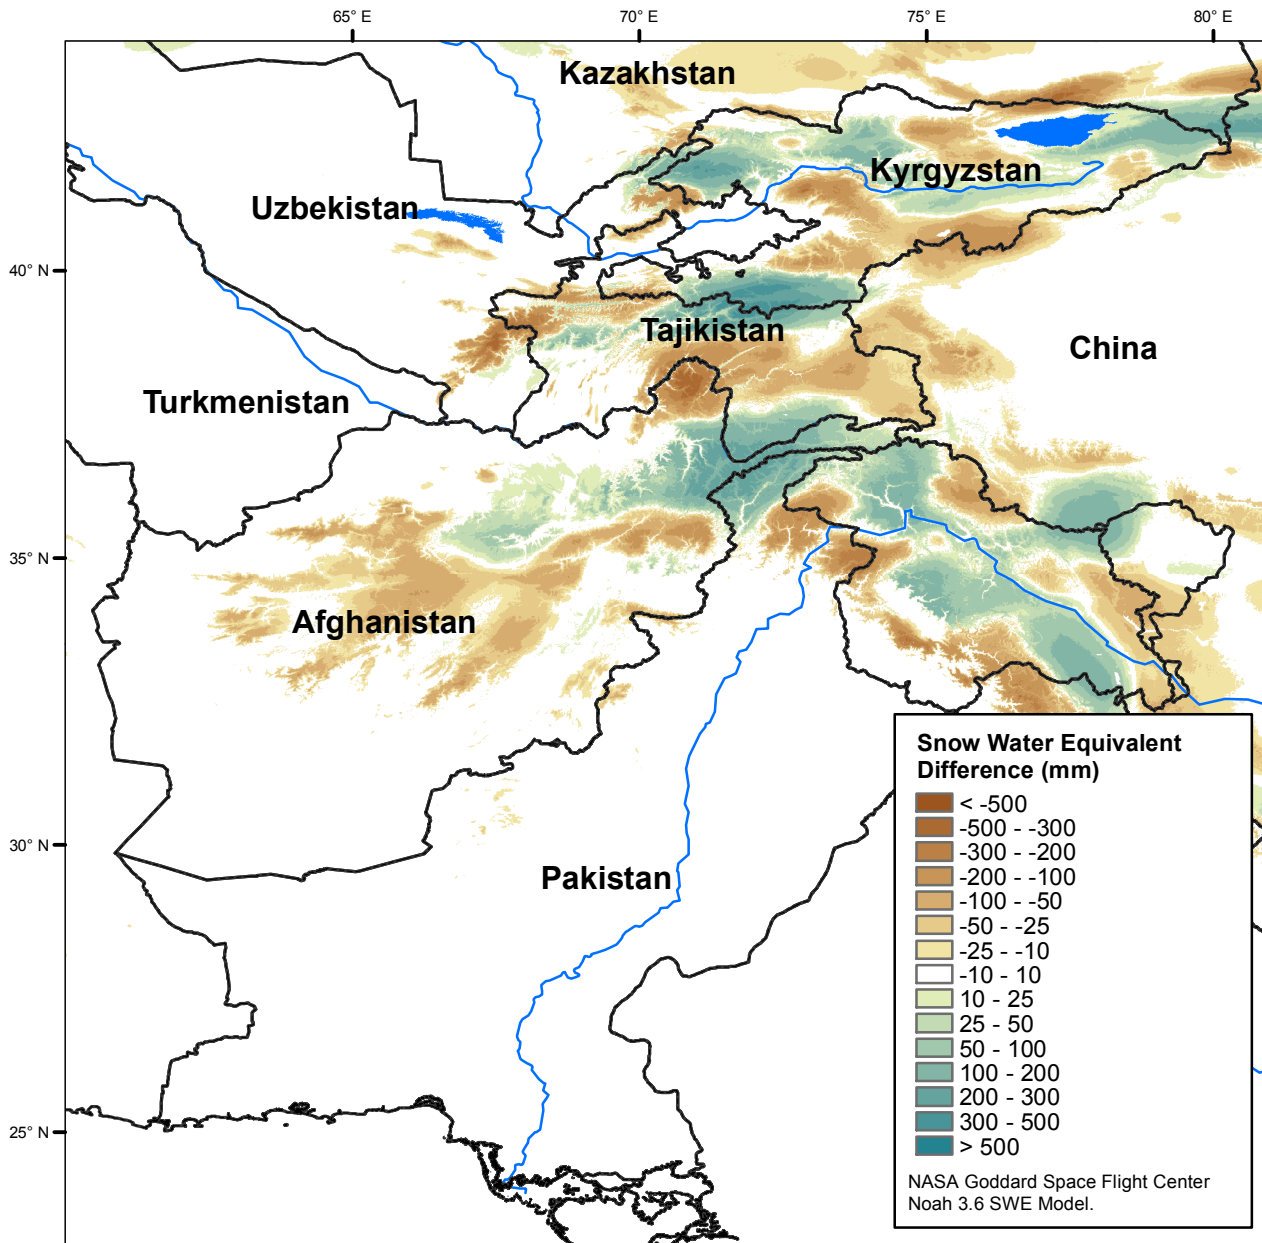 65° E
70° E
75° E
80° E
Kazakhstan
Kyrgyzstan
Uzbekistan
40° N
Tajikistan
China
Turkmenistan
35° N
Afghanistan
30° N
Pakistan
25° N
Snow Water Equivalent
Difference (mm)
< -500
-500 - -300
-300 - -200
-200 - -100
-100 - -50
-50 - -25
-25 - -10
-10 - 10
10 - 25
25 - 50
50 - 100
100 - 200
200 - 300
300 - 500
> 500
NASA Goddard Space Flight Center
Noah 3.6 SWE Model.